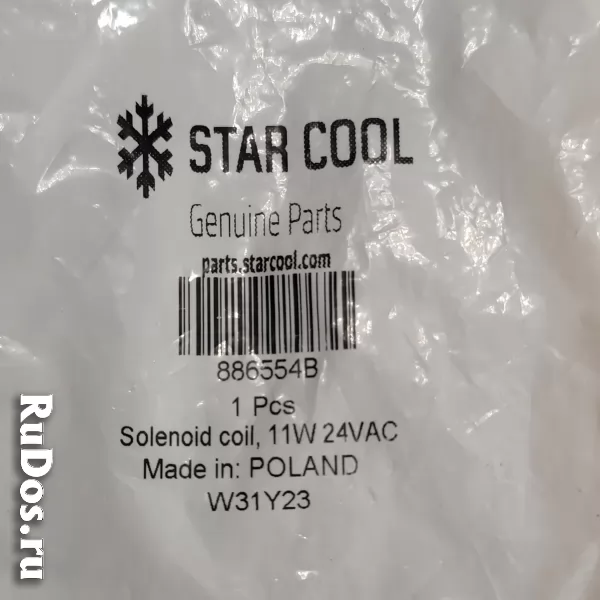 STAR COOL
Genuine Parts
parts.starcool.com
886554B
1 Pcs
Solenoid coil, 11W 24VAC
Made in: POLAND
W31Y23
RuDos.ru